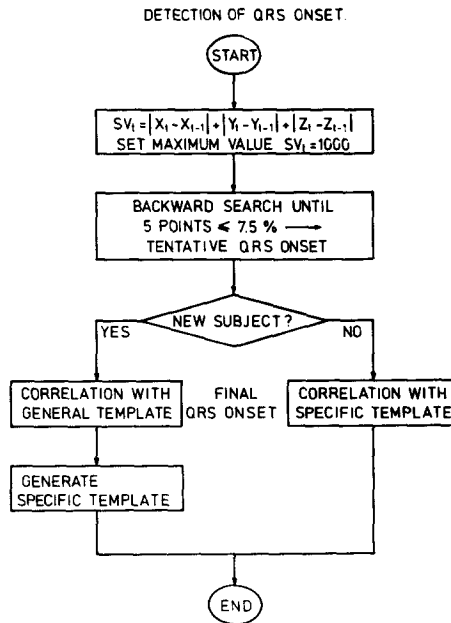 DETECTION OF QRS ONSET.
START
SVₜ = |Xₜ - Xₜ₋₁| + |Yₜ - Yₜ₋₁| + |Zₜ - Zₜ₋₁|
SET MAXIMUM VALUE SVₜ = 1000
BACKWARD SEARCH UNTIL
5 POINTS ⩽ 7.5 % →
TENTATIVE QRS ONSET
NEW SUBJECT ?
YES
NO
CORRELATION WITH
GENERAL TEMPLATE
FINAL
QRS ONSET
CORRELATION WITH
SPECIFIC TEMPLATE
GENERATE
SPECIFIC TEMPLATE
END